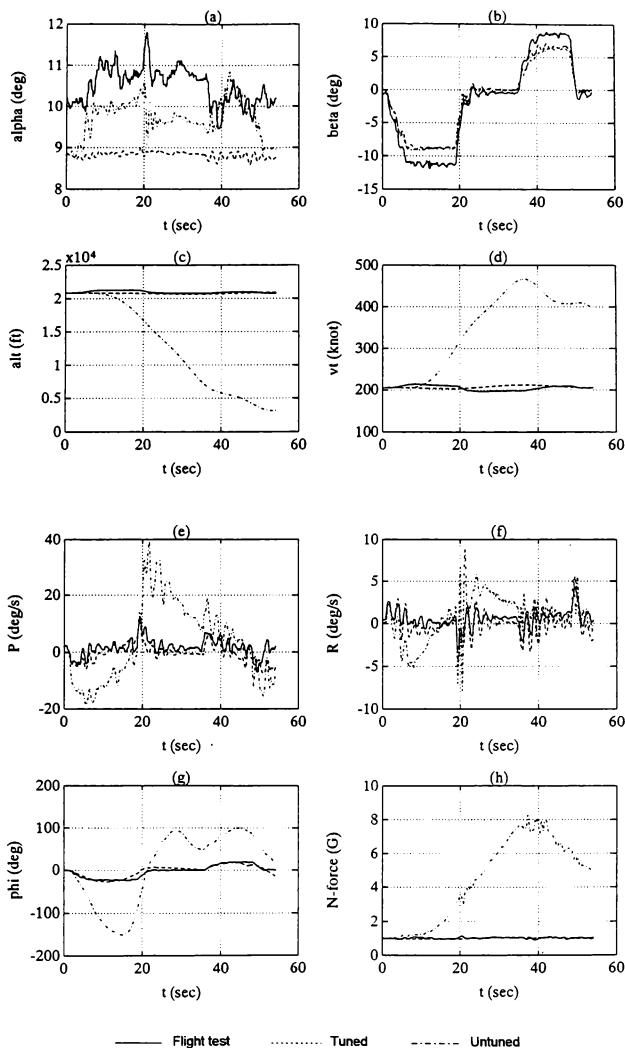 (a)
(b)
12
11
10
9
8
alpha (deg)
0
20
40
60
t (sec)
10
5
0
-5
-10
-15
beta (deg)
0
20
40
60
t (sec)
x10⁴
(c)
(d)
2.5
2
1.5
1
0.5
0
alt (ft)
0
20
40
60
t (sec)
500
400
300
200
100
vt (knot)
0
20
40
60
t (sec)
(e)
(f)
40
20
0
-20
P (deg/s)
0
20
40
60
t (sec)
10
5
0
-5
-10
R (deg/s)
0
20
40
60
t (sec)
(g)
(h)
200
100
0
-100
-200
phi (deg)
0
20
40
60
t (sec)
8
6
4
2
0
N-force (G)
0
20
40
60
t (sec)
Flight test Tuned Untuned